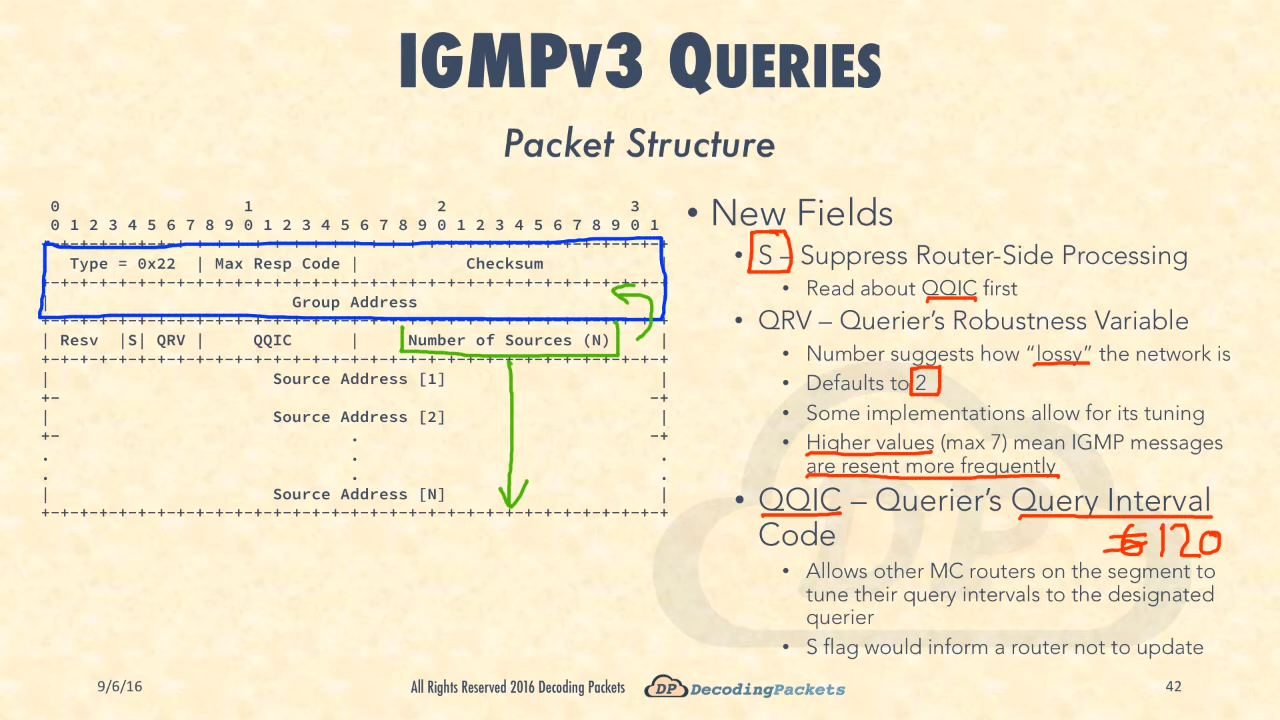 IGMPv3 Queries
Packet Structure
0 1 2 3
0 1 2 3 4 5 6 7 8 9 0 1 2 3 4 5 6 7 8 9 0 1 2 3 4 5 6 7 8 9 0 1
Type = 0x22 | Max Resp Code | Checksum
Group Address
| Resv |S| QRV | QQIC | Number of Sources (N) |
| Source Address [1] |
Source Address [2]
.
. . .
. . .
| Source Address [N] |
• New Fields
• S – Suppress Router-Side Processing
• Read about QQIC first
• QRV – Querier’s Robustness Variable
• Number suggests how “lossy” the network is
• Defaults to 2
• Some implementations allow for its tuning
• Higher values (max 7) mean IGMP messages
are resent more frequently
• QQIC – Querier’s Query Interval
Code
120
• Allows other MC routers on the segment to
tune their query intervals to the designated
querier
• S flag would inform a router not to update
9/6/16
All Rights Reserved 2016 Decoding Packets
DP DecodingPackets
42
DP